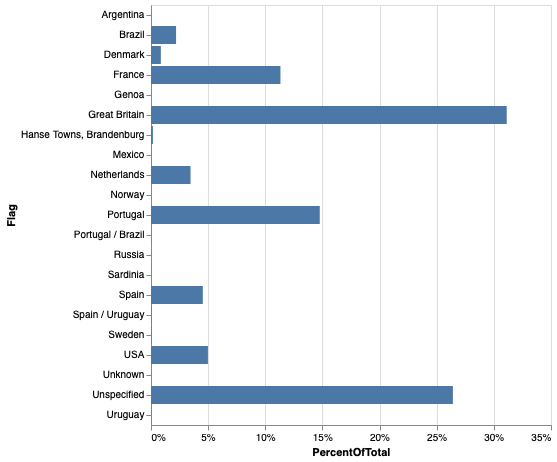 Argentina
Brazil
Denmark
France
Genoa
Great Britain
Hanse Towns, Brandenburg
Mexico
Netherlands
Norway
Portugal
Portugal / Brazil
Russia
Sardinia
Spain
Spain / Uruguay
Sweden
USA
Unknown
Unspecified
Uruguay
Flag
0% 5% 10% 15% 20% 25% 30% 35%
PercentOfTotal